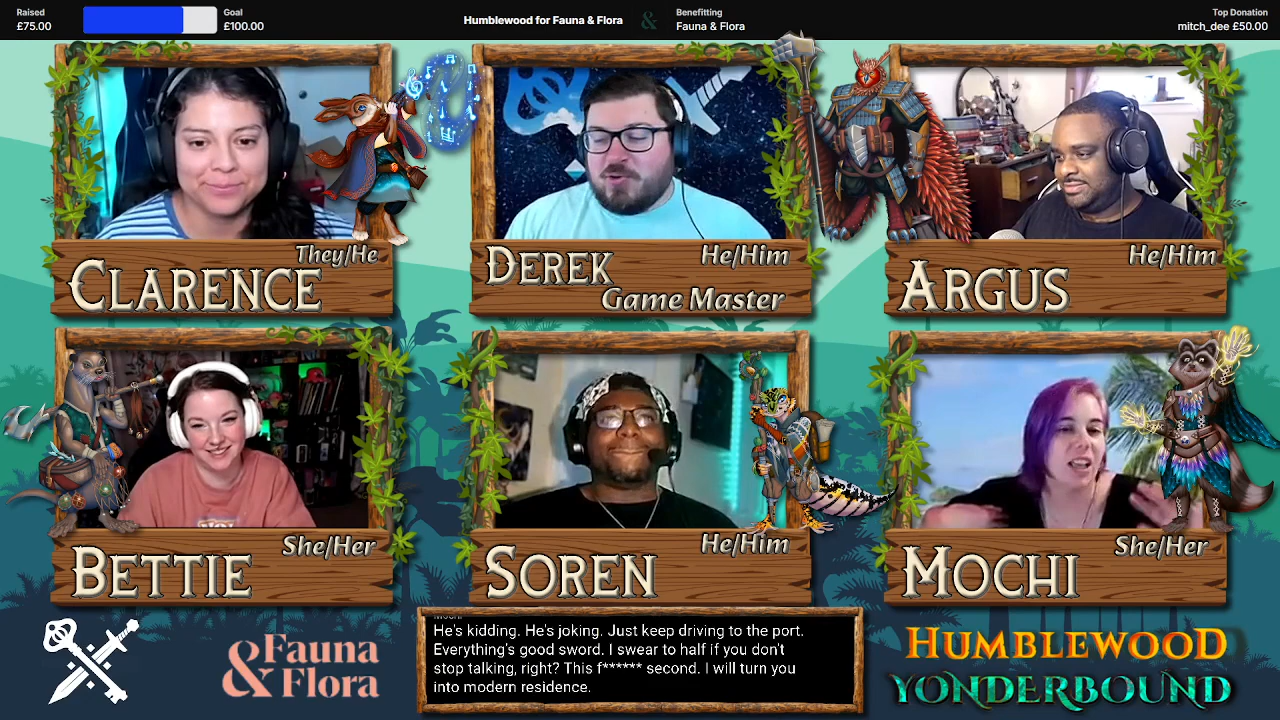 Raised
£75.00
Goal
£100.00
Humblewood for Fauna & Flora
&
Benefitting
Fauna & Flora
Top Donation
mitch_dee £50.00
They/He
CLARENCE
He/Him
DEREK
Game Master
He/Him
ARGUS
She/Her
BETTIE
He/Him
SOREN
She/Her
MOCHI
Fauna
& Flora
He's kidding. He's joking. Just keep driving to the port.
Everything's good sword. I swear to half if you don't
stop talking, right? This f****** second. I will turn you
into modern residence.
HUMBLEWOOD
YONDERBOUND